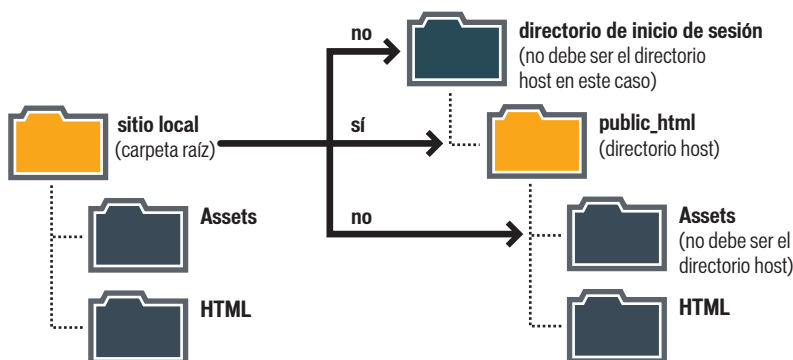 no
directorio de inicio de sesión
(no debe ser el directorio
host en este caso)
sitio local
(carpeta raíz)
sí
public_html
(directorio host)
Assets
no
Assets
(no debe ser el
directorio host)
HTML
HTML